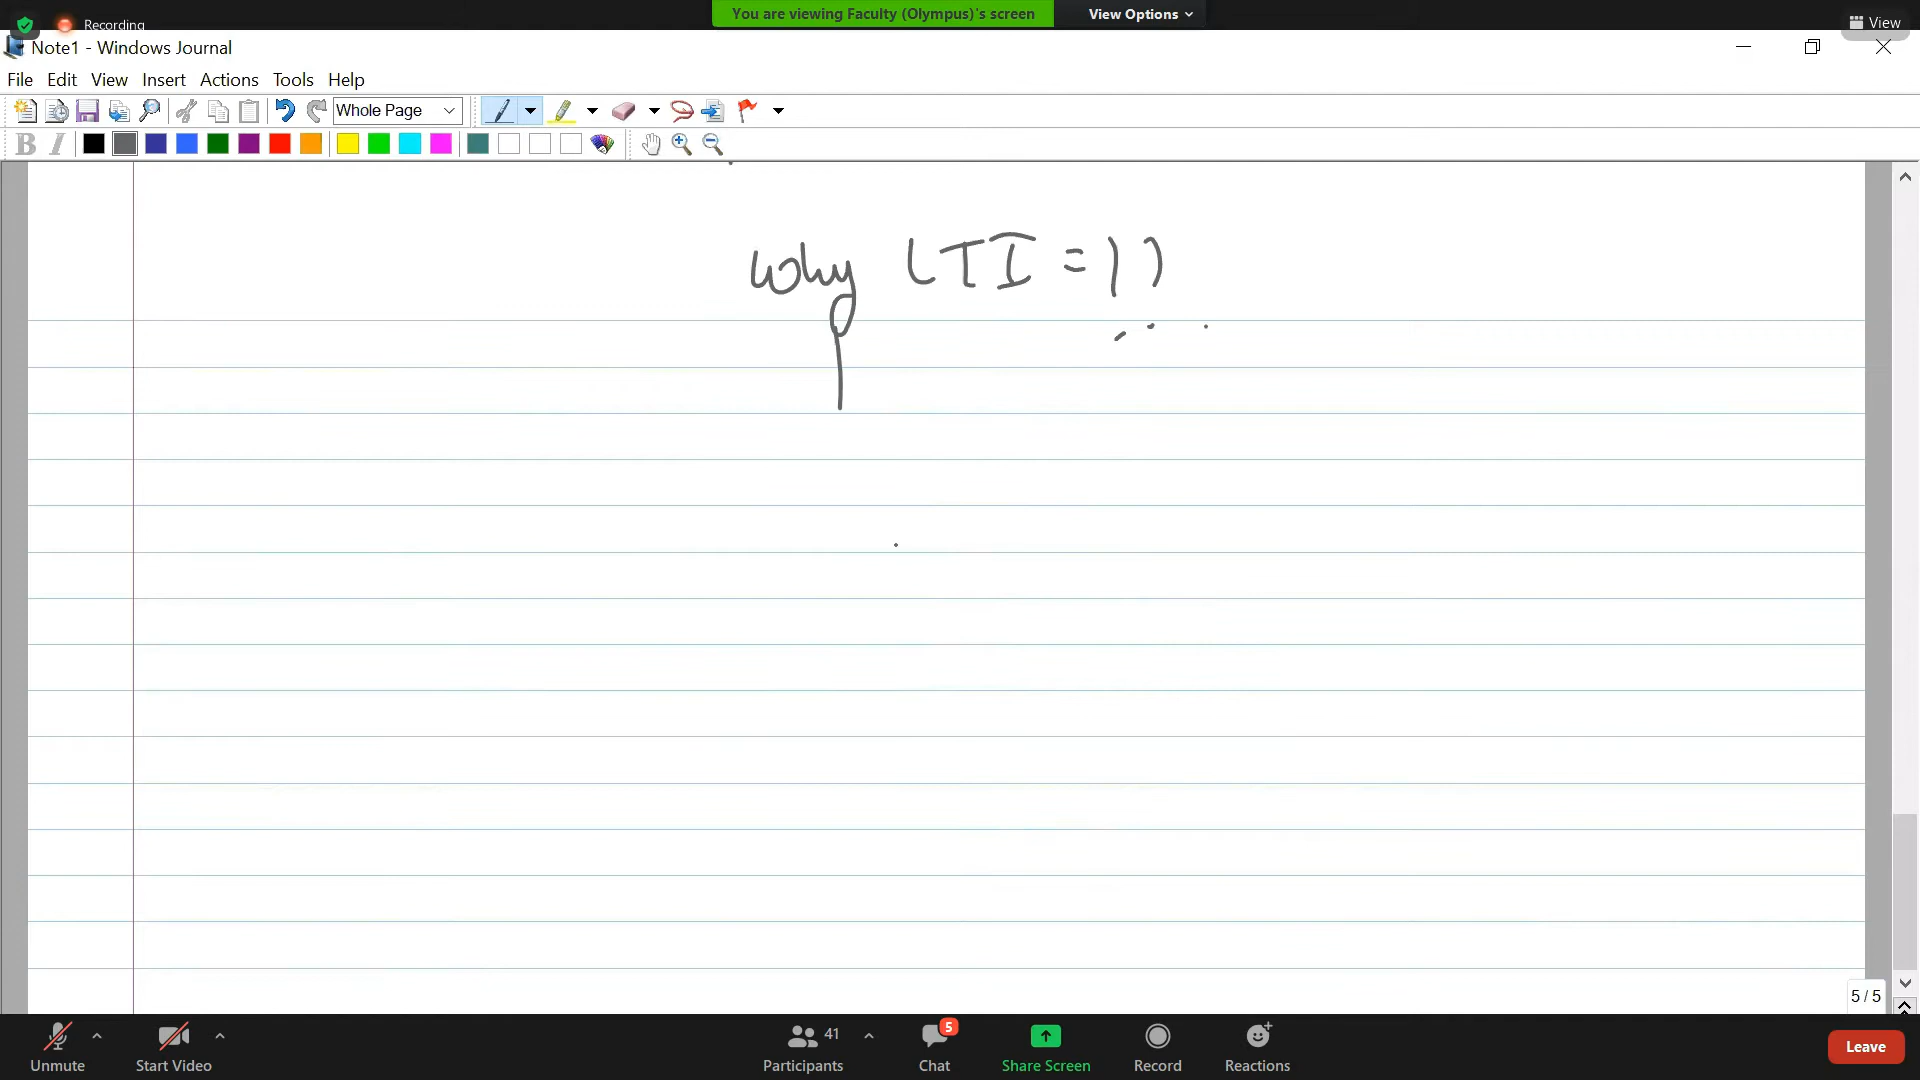 Recording
You are viewing Faculty (Olympus)'s screen
View Options
View
Note1 - Windows Journal
File Edit View Insert Actions Tools Help
Whole Page
B I
Why LTI = 1 ?
5 / 5
Unmute
Start Video
41
Participants
5
Chat
Share Screen
Record
Reactions
Leave